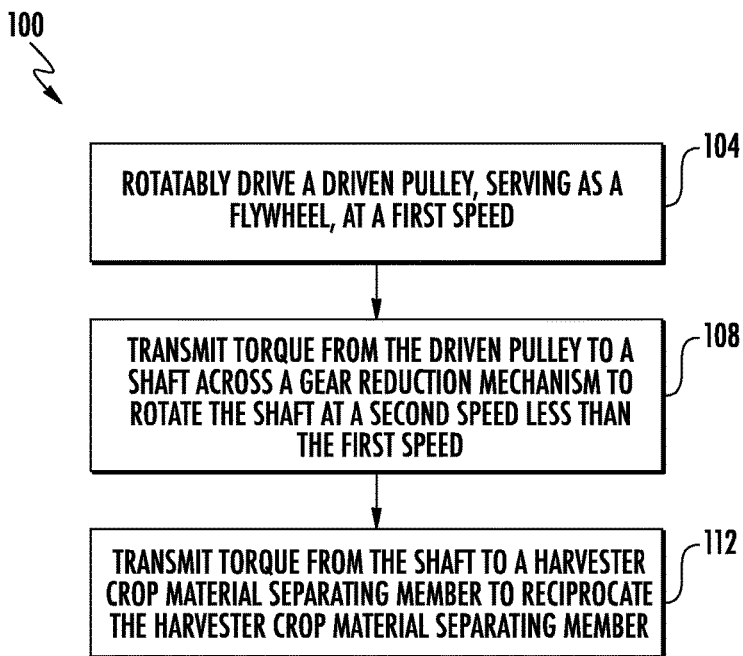 100
104
ROTATABLY DRIVE A DRIVEN PULLEY, SERVING AS A
FLYWHEEL, AT A FIRST SPEED
108
TRANSMIT TORQUE FROM THE DRIVEN PULLEY TO A
SHAFT ACROSS A GEAR REDUCTION MECHANISM TO
ROTATE THE SHAFT AT A SECOND SPEED LESS THAN
THE FIRST SPEED
112
TRANSMIT TORQUE FROM THE SHAFT TO A HARVESTER
CROP MATERIAL SEPARATING MEMBER TO RECIPROCATE
THE HARVESTER CROP MATERIAL SEPARATING MEMBER